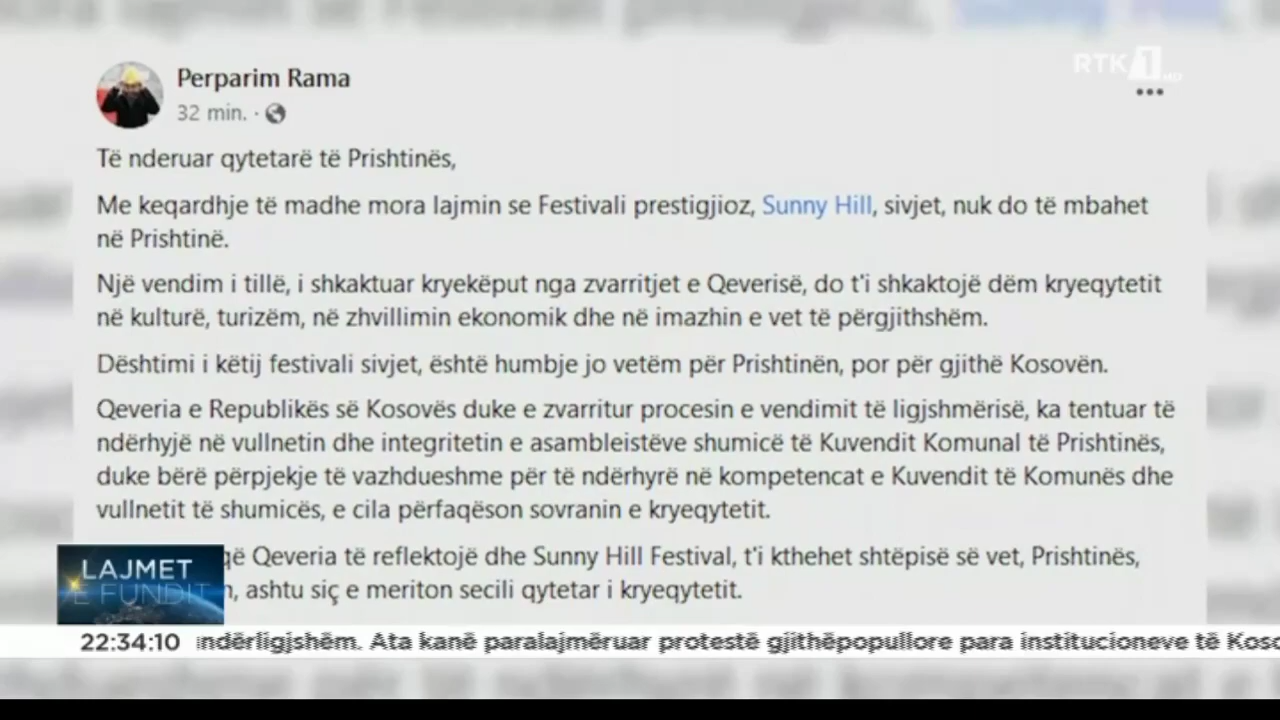 RTK 1 HD
Perparim Rama
32 min. ·
Të nderuar qytetarë të Prishtinës,
Me keqardhje të madhe mora lajmin se Festivali prestigjioz, Sunny Hill, sivjet, nuk do të mbahet
në Prishtinë.
Një vendim i tillë, i shkaktuar kryekëput nga zvarritjet e Qeverisë, do t'i shkaktojë dëm kryeqytetit
në kulturë, turizëm, në zhvillimin ekonomik dhe në imazhin e vet të përgjithshëm.
Dështimi i këtij festivali sivjet, është humbje jo vetëm për Prishtinën, por për gjithë Kosovën.
Qeveria e Republikës së Kosovës duke e zvarritur procesin e vendimit të ligjshmërisë, ka tentuar të
ndërhyjë në vullnetin dhe integritetin e asambleistëve shumicë të Kuvendit Komunal të Prishtinës,
duke bërë përpjekje të vazhdueshme për të ndërhyrë në kompetencat e Kuvendit të Komunës dhe
vullnetit të shumicës, e cila përfaqëson sovranin e kryeqytetit.
që Qeveria të reflektojë dhe Sunny Hill Festival, t'i kthehet shtëpisë së vet, Prishtinës,
, ashtu siç e meriton secili qytetar i kryeqytetit.
LAJMET
E FUNDIT
22:34:10 ndërligjshëm. Ata kanë paralajmëruar protestë gjithëpopullore para institucioneve të Koso